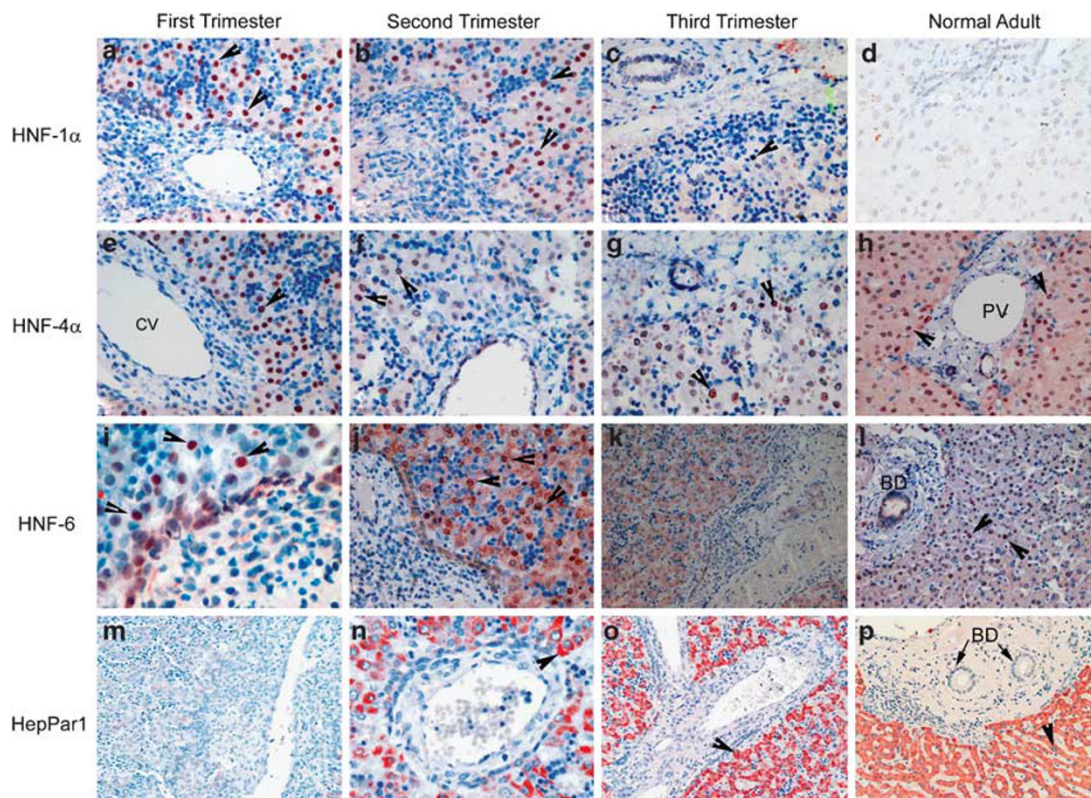 First Trimester Second Trimester Third Trimester Normal Adult
a b c d
HNF-1α
e f g h
HNF-4α
CV PV
i j k l
HNF-6
BD
m n o p
HepPar1
BD